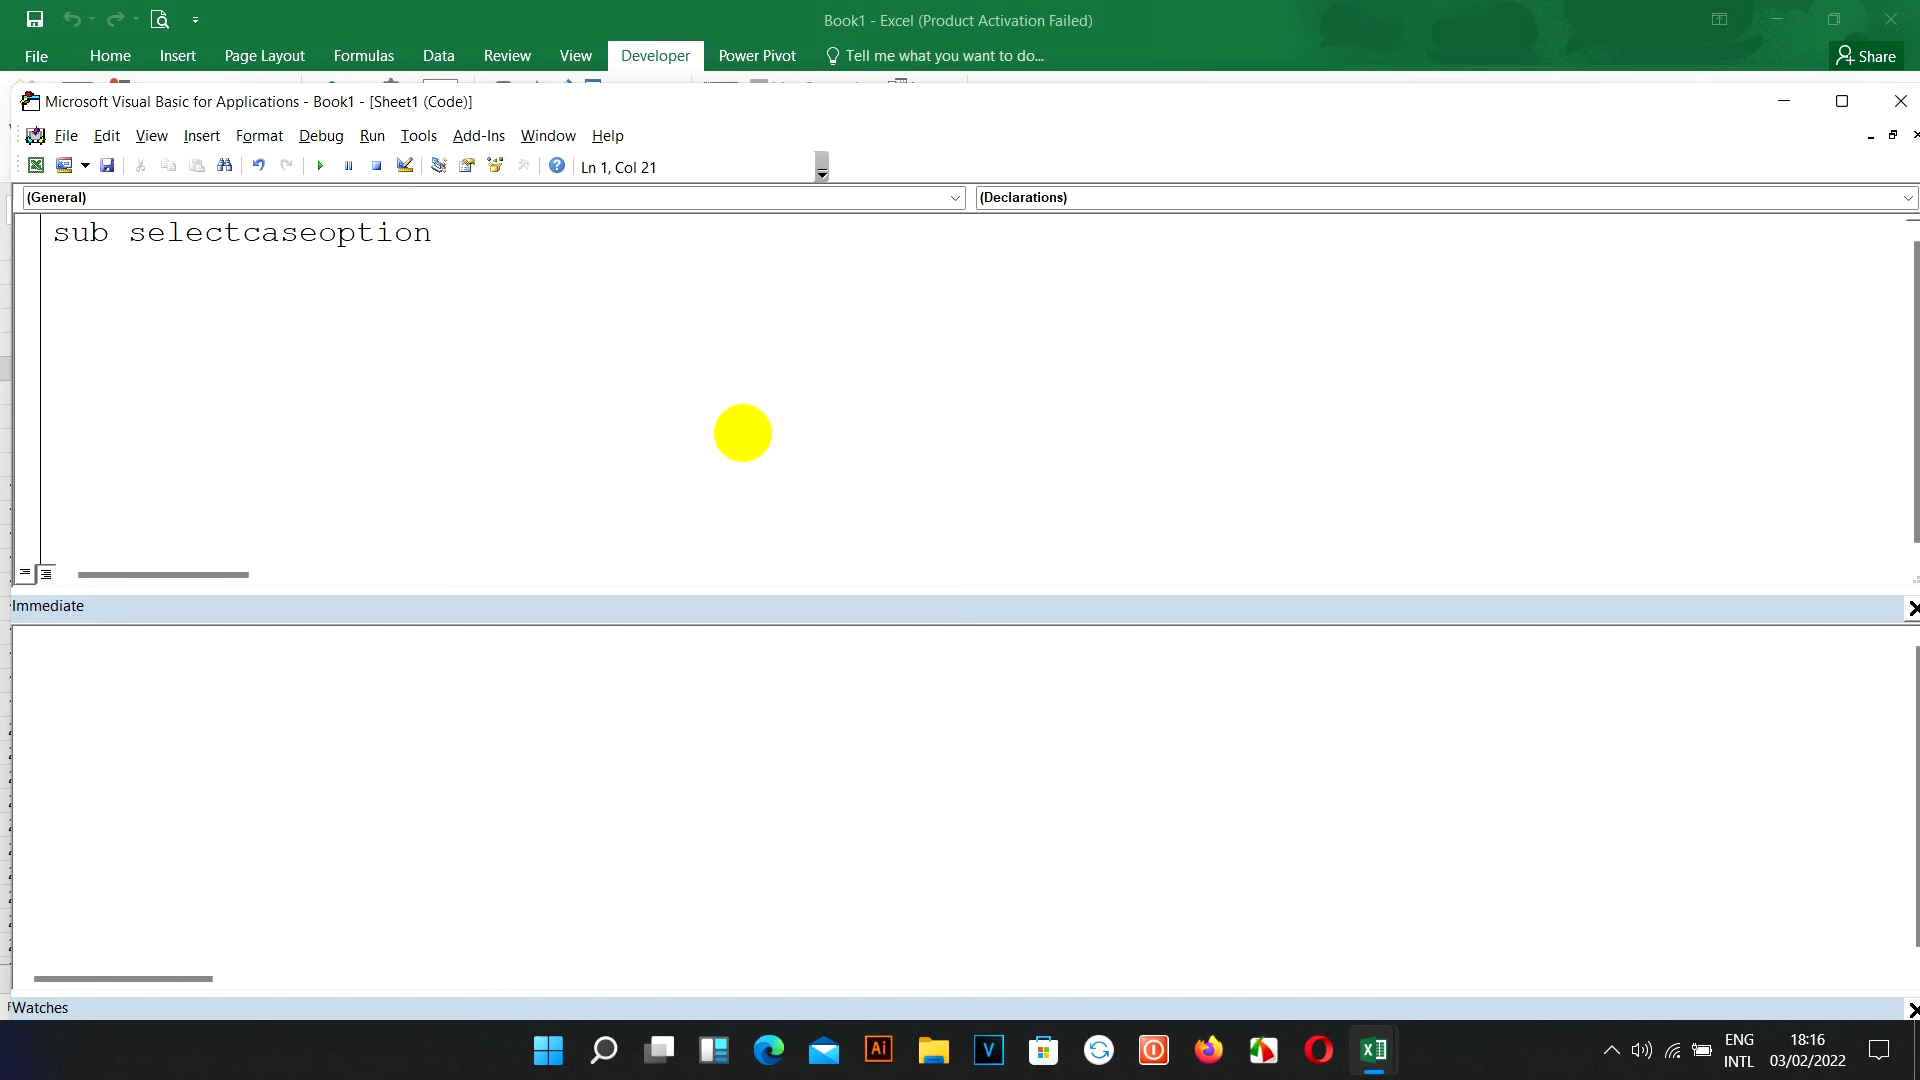 Book1 - Excel (Product Activation Failed)
File Home Insert Page Layout Formulas Data Review View Developer Power Pivot Tell me what you want to do... Share
Microsoft Visual Basic for Applications - Book1 - [Sheet1 (Code)]
File Edit View Insert Format Debug Run Tools Add-Ins Window Help
Ln 1, Col 21
(General) (Declarations)
sub selectcaseoption
Immediate
Watches
Ai V
ENG 18:16
INTL 03/02/2022